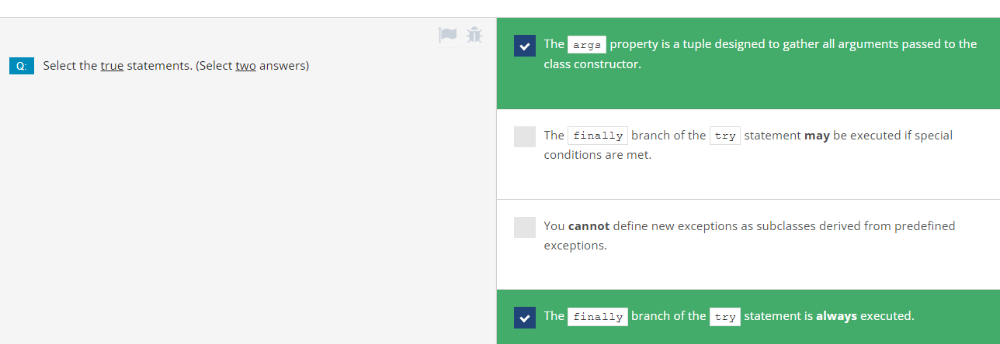 Q: Select the true statements. (Select two answers)
The args property is a tuple designed to gather all arguments passed to the
class constructor.
The finally branch of the try statement may be executed if special
conditions are met.
You cannot define new exceptions as subclasses derived from predefined
exceptions.
The finally branch of the try statement is always executed.